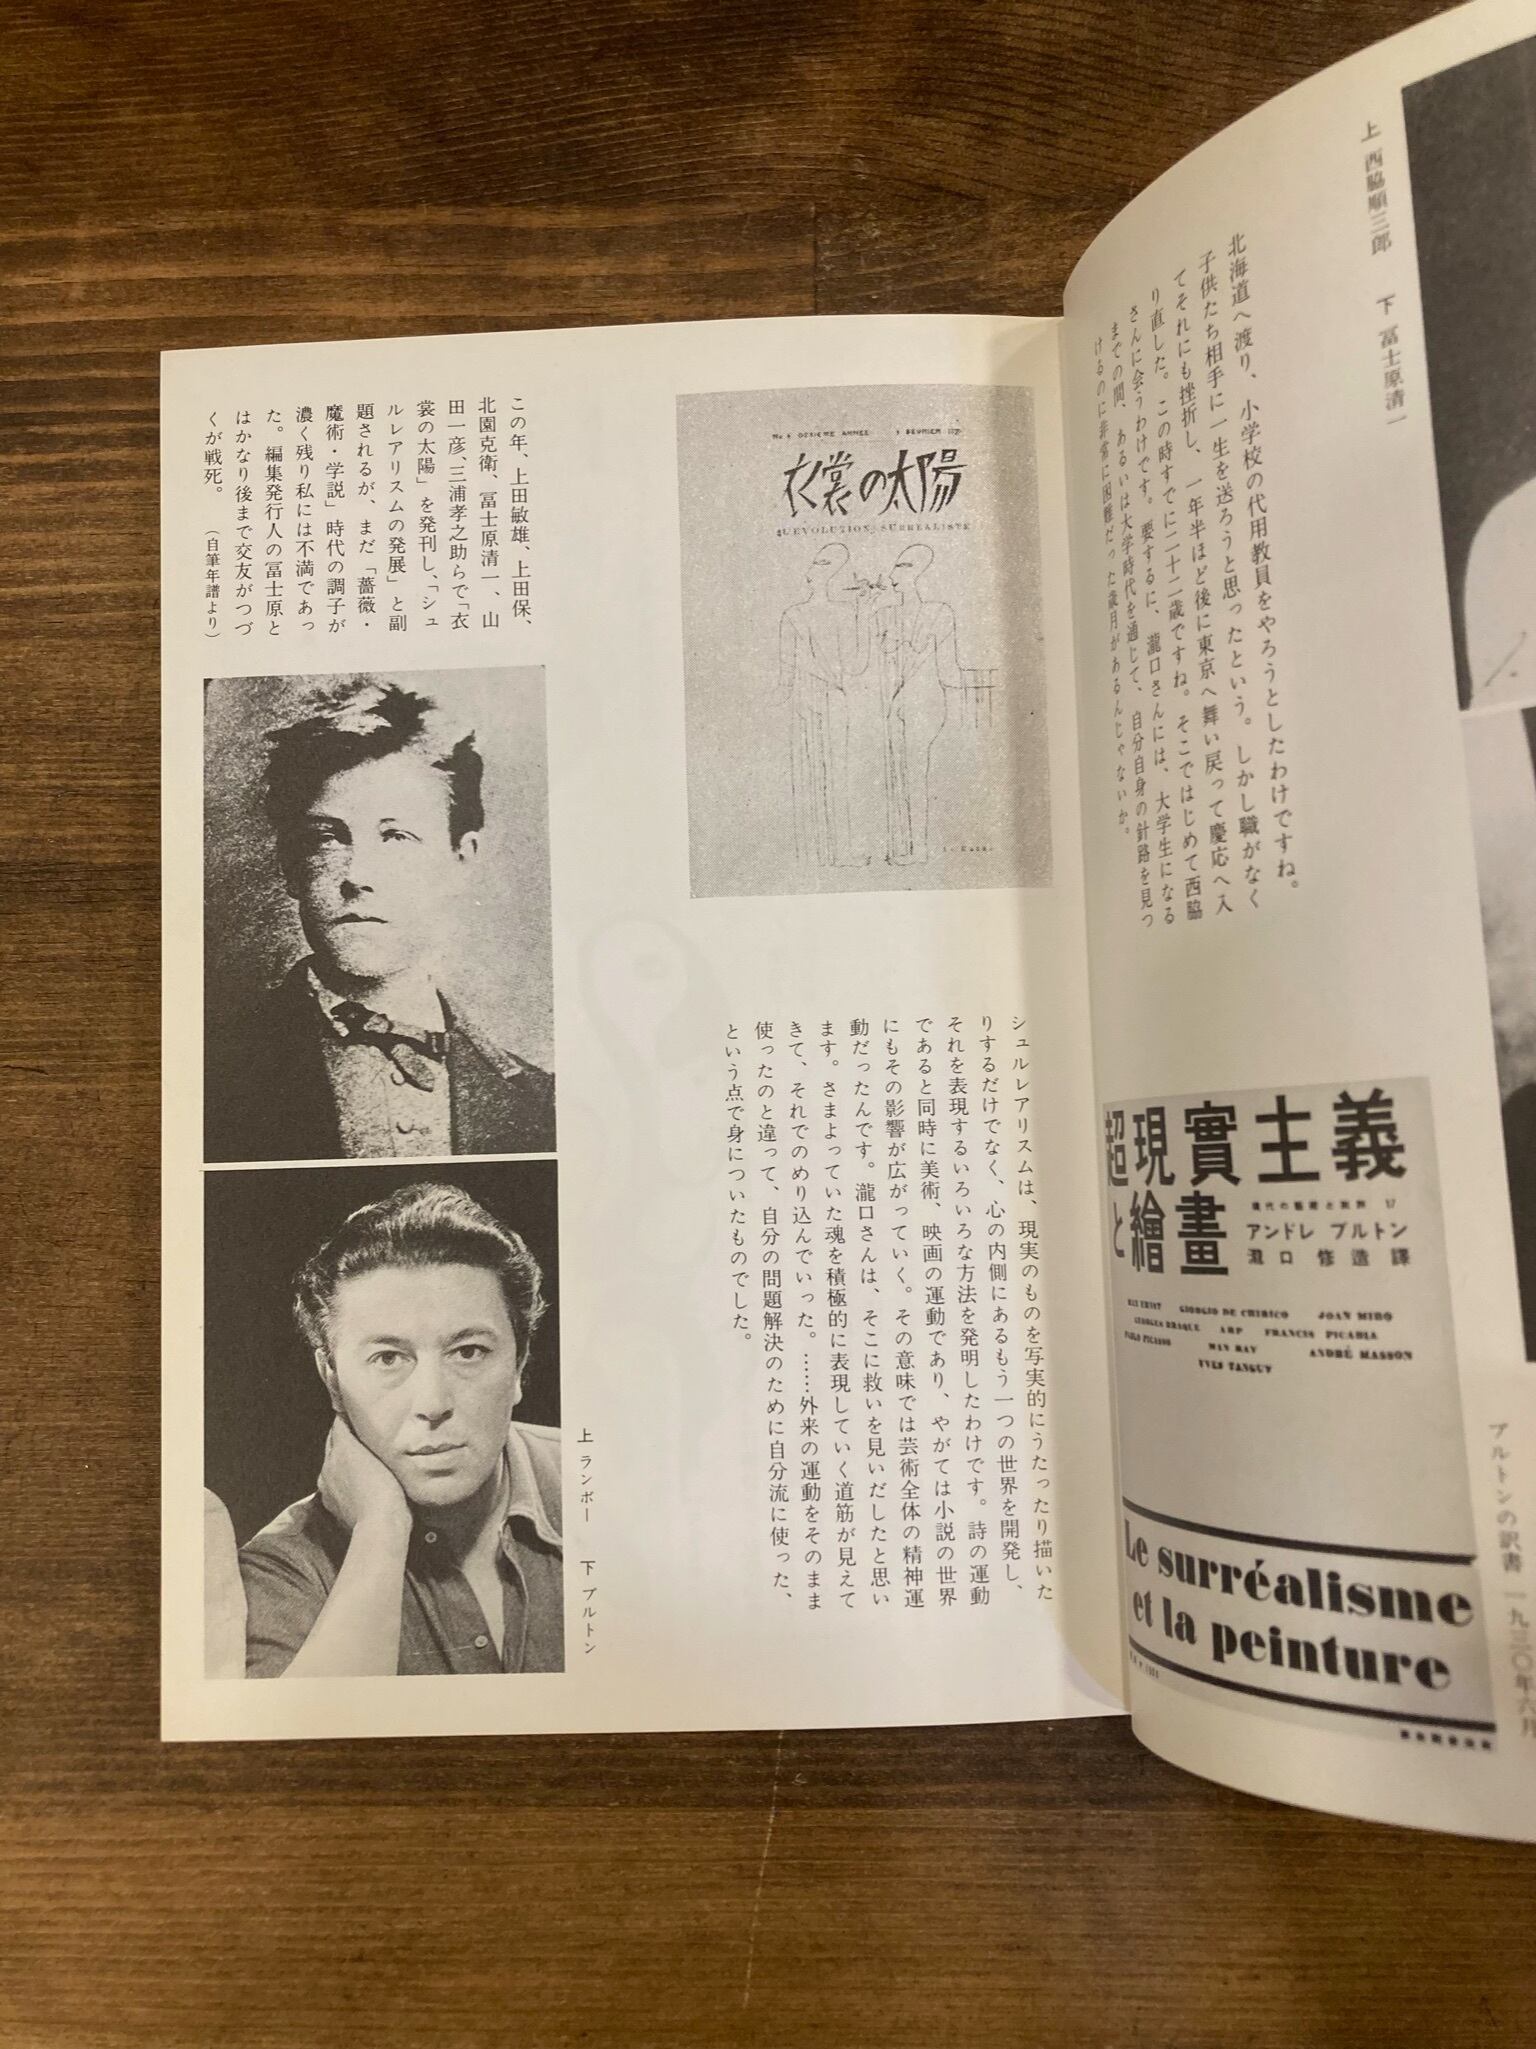 上 西脇順三郎　下 冨士原清一
北海道へ渡り、小学校の代用教員をやろうとしたわけですね。
子供たち相手に一生を送ろうと思ったという。しかし職がなく
てそれにも挫折し、一年半ほど後に東京へ舞い戻って慶応へ入
り直した。この時すでに二十二歳ですね。そこではじめて西脇
さんに会うわけです。要するに、瀧口さんには、大学生になる
までの間、あるいは大学時代を通じて、自分自身の針路を見つ
けるのに非常に困難だった歳月があるんじゃないか。
超現實主義
と繪畫
現代の藝術と批評 17
アンドレ ブルトン
瀧口修造譯
MAX ERNST GIORGIO DE CHIRICO JOAN MIRÓ
GEORGES BRAQUE ARP FRANCIS PICABIA
PABLO PICASSO MAN RAY ANDRÉ MASSON
YVES TANGUY
Le surréalisme
et la peinture
ブルトンの訳書 一九三〇年六月
衣裳の太陽
L'EVOLUTION SURRÉALISTE
シュルレアリスムは、現実のものを写実的にうたったり描いた
りするだけでなく、心の内側にあるもう一つの世界を開発し、
それを表現するいろいろな方法を発明したわけです。詩の運動
であると同時に美術、映画の運動であり、やがては小説の世界
にもその影響が広がっていく。その意味では芸術全体の精神運
動だったんです。瀧口さんは、そこに救いを見いだしたと思い
ます。さまよっていた魂を積極的に表現していく道筋が見えて
きて、それでのめり込んでいった。……外来の運動をそのまま
使ったのと違って、自分の問題解決のために自分流に使った、
という点で身についたものでした。
この年、上田敏雄、上田保、
北園克衛、冨士原清一、山
田一彦、三浦孝之助らで「衣
裳の太陽」を発刊し、「シュ
ルレアリスムの発展」と副
題されるが、まだ「薔薇・
魔術・学説」時代の調子が
濃く残り私には不満であっ
た。編集発行人の冨士原と
はかなり後まで交友がつづ
くが戦死。　（自筆年譜より）
上 ランボー　下 ブルトン